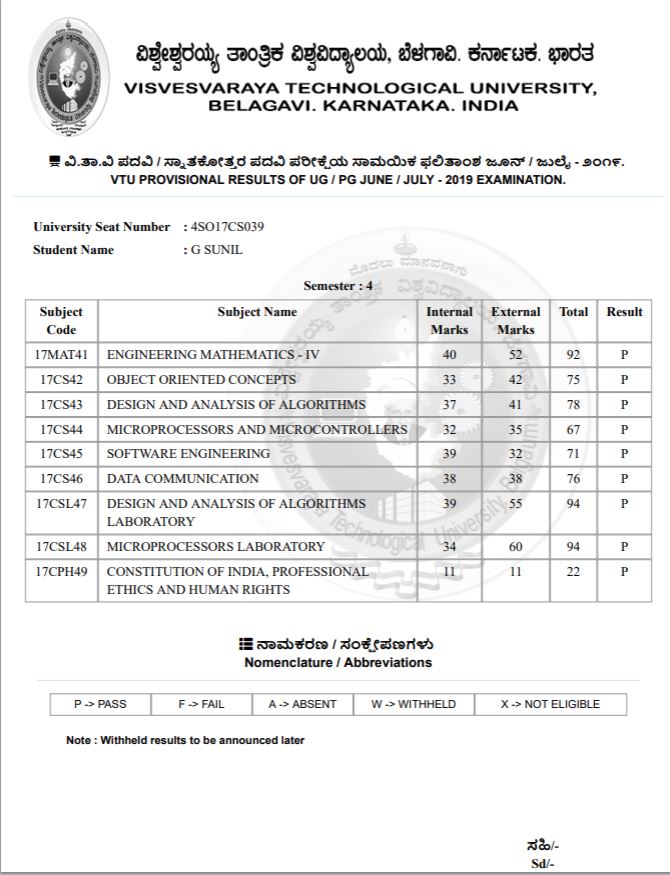 ವಿಶ್ವೇಶ್ವರಯ್ಯ ತಾಂತ್ರಿಕ ವಿಶ್ವವಿದ್ಯಾಲಯ, ಬೆಳಗಾವಿ. ಕರ್ನಾಟಕ. ಭಾರತ
VISVESVARAYA TECHNOLOGICAL UNIVERSITY,
BELAGAVI. KARNATAKA. INDIA
ವಿ.ತಾ.ವಿ ಪದವಿ / ಸ್ನಾತಕೋತ್ತರ ಪದವಿ ಪರೀಕ್ಷೆಯ ಸಾಮಯಿಕ ಫಲಿತಾಂಶ ಜೂನ್ / ಜುಲೈ - ೨೦೧೯.
VTU PROVISIONAL RESULTS OF UG / PG JUNE / JULY - 2019 EXAMINATION.
University Seat Number : 4SO17CS039
Student Name : G SUNIL
Semester : 4
Subject Code Subject Name Internal Marks External Marks Total Result
17MAT41 ENGINEERING MATHEMATICS - IV 40 52 92 P
17CS42 OBJECT ORIENTED CONCEPTS 33 42 75 P
17CS43 DESIGN AND ANALYSIS OF ALGORITHMS 37 41 78 P
17CS44 MICROPROCESSORS AND MICROCONTROLLERS 32 35 67 P
17CS45 SOFTWARE ENGINEERING 39 32 71 P
17CS46 DATA COMMUNICATION 38 38 76 P
17CSL47 DESIGN AND ANALYSIS OF ALGORITHMS LABORATORY 39 55 94 P
17CSL48 MICROPROCESSORS LABORATORY 34 60 94 P
17CPH49 CONSTITUTION OF INDIA, PROFESSIONAL ETHICS AND HUMAN RIGHTS 11 11 22 P
ನಾಮಕರಣ / ಸಂಕ್ಷೇಪಣಗಳು
Nomenclature / Abbreviations
P -> PASS F -> FAIL A -> ABSENT W -> WITHHELD X -> NOT ELIGIBLE
Note : Withheld results to be announced later
ಸಹಿ/-
Sd/-